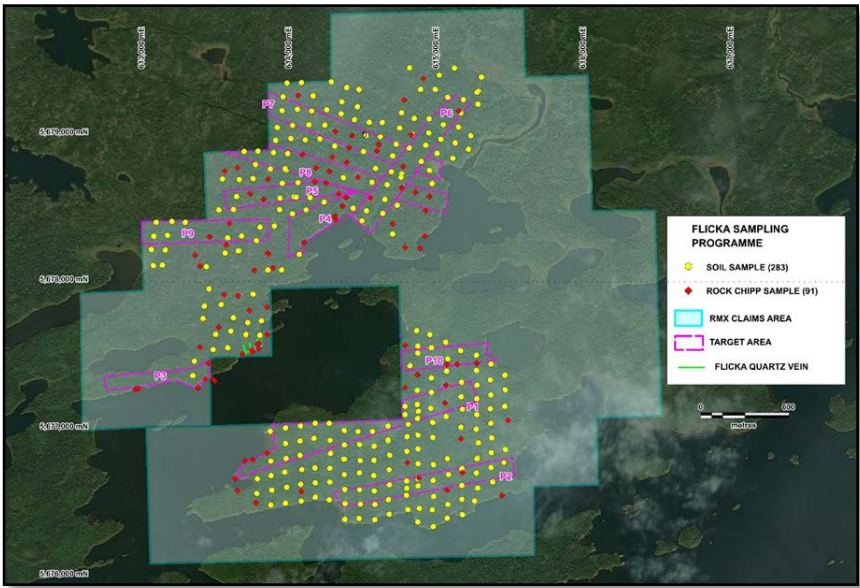 613,000 mE
614,000 mE
615,000 mE
616,000 mE
617,000 mE
5,679,000 mN
5,678,000 mN
5,677,000 mN
5,676,000 mN
P7
P6
P8
P5
P4
P9
P3
P10
P1
P2
FLICKA SAMPLING
PROGRAMME
SOIL SAMPLE (283)
ROCK CHIPP SAMPLE (91)
RMX CLAIMS AREA
TARGET AREA
FLICKA QUARTZ VEIN
0 600
metres